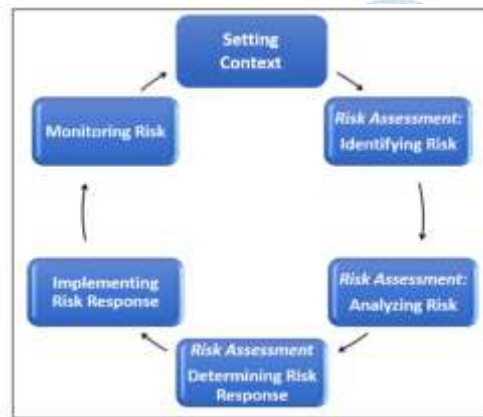 Setting
Context
Risk Assessment:
Identifying Risk
Risk Assessment:
Analyzing Risk
Risk Assessment
Determining Risk
Response
Implementing
Risk Response
Monitoring Risk